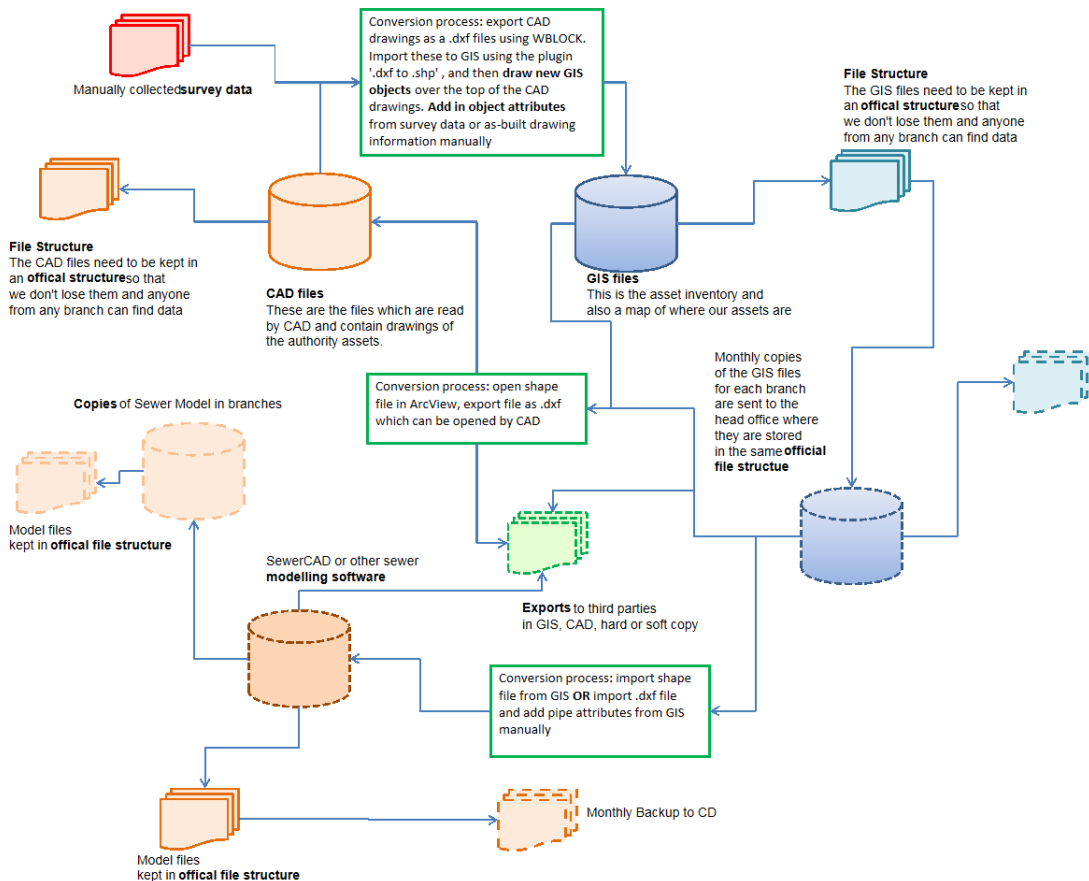 Conversion process: export CAD
drawings as a .dxf files using WBLOCK.
Import these to GIS using the plugin
'.dxf to .shp' , and then draw new GIS
objects over the top of the CAD
drawings. Add in object attributes
from survey data or as-built drawing
information manually
Manually collected survey data
File Structure
The GIS files need to be kept in
an offical structure so that
we don't lose them and anyone
from any branch can find data
File Structure
The CAD files need to be kept in
an offical structure so that
we don't lose them and anyone
from any branch can find data
CAD files
These are the files which are read
by CAD and contain drawings of
the authority assets.
GIS files
This is the asset inventory and
also a map of where our assets are
Conversion process: open shape
file in ArcView, export file as .dxf
which can be opened by CAD
Monthly copies
of the GIS files
for each branch
are sent to the
head office where
they are stored
in the same official
file structue
Copies of Sewer Model in branches
Model files
kept in offical file structure
SewerCAD or other sewer
modelling software
Exports to third parties
in GIS, CAD, hard or soft copy
Conversion process: import shape
file from GIS OR import .dxf file
and add pipe attributes from GIS
manually
Monthly Backup to CD
Model files
kept in offical file structure